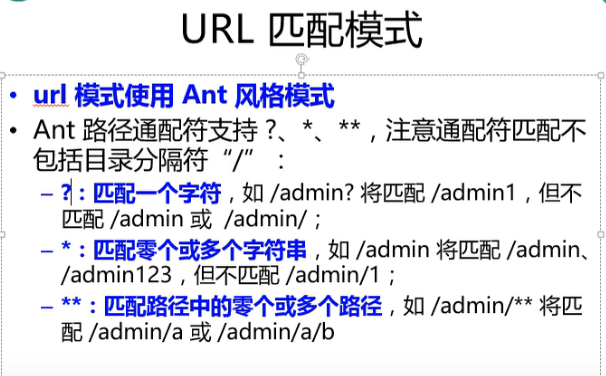 URL 匹配模式
• url 模式使用 Ant 风格模式
• Ant 路径通配符支持 ?、*、**，注意通配符匹配不
包括目录分隔符“/”：
– ?：匹配一个字符，如 /admin? 将匹配 /admin1，但不
匹配 /admin 或 /admin/；
– *：匹配零个或多个字符串，如 /admin 将匹配 /admin、
/admin123，但不匹配 /admin/1；
– **：匹配路径中的零个或多个路径，如 /admin/** 将匹
配 /admin/a 或 /admin/a/b